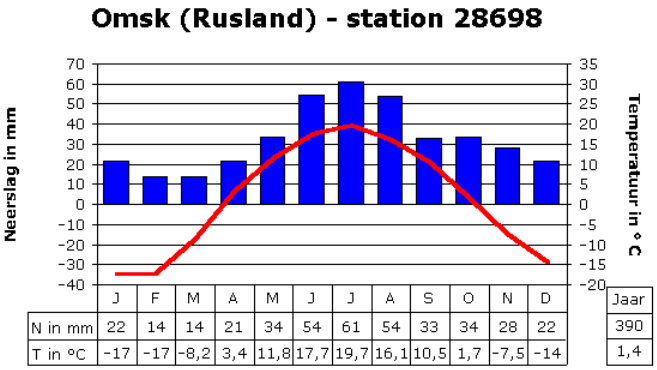 Omsk (Rusland) - station 28698
70 35
60 30
50 25
40 20
30 15
20 10
10 5
0 0
-10 -5
-20 -10
-30 -15
-40 -20
Neerslag in mm
Temperatuur in °C
J F M A M J J A S O N D Jaar
N in mm 22 14 14 21 34 54 61 54 33 34 28 22 390
T in °C -17 -17 -8,2 3,4 11,8 17,7 19,7 16,1 10,5 1,7 -7,5 -14 1,4